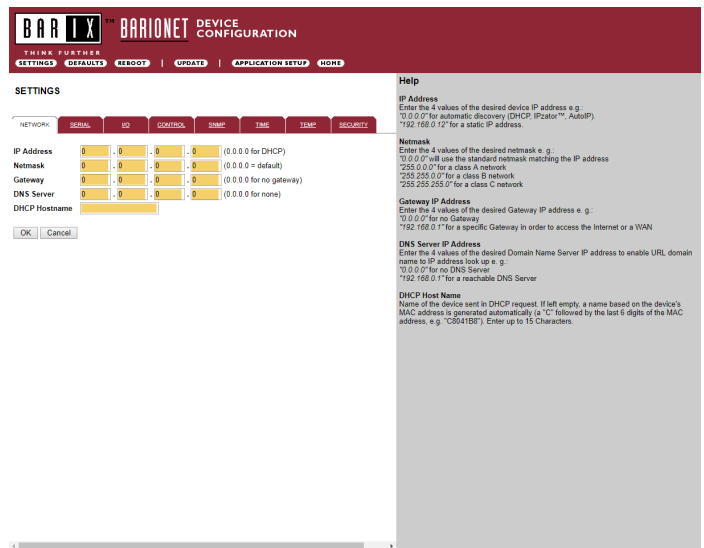 BARIX™ BARIONET DEVICE CONFIGURATION
THINK FURTHER
SETTINGS DEFAULTS REBOOT | UPDATE | APPLICATION SETUP HOME
SETTINGS
NETWORK SERIAL I/O CONTROL SNMP TIME TEMP SECURITY
IP Address 0 . 0 . 0 . 0 (0.0.0.0 for DHCP)
Netmask 0 . 0 . 0 . 0 (0.0.0.0 = default)
Gateway 0 . 0 . 0 . 0 (0.0.0.0 for no gateway)
DNS Server 0 . 0 . 0 . 0 (0.0.0.0 for none)
DHCP Hostname
OK Cancel
Help
IP Address
Enter the 4 values of the desired device IP address e.g.:
"0.0.0.0" for automatic discovery (DHCP, IPzator™, AutoIP).
"192.168.0.12" for a static IP address.
Netmask
Enter the 4 values of the desired netmask e. g.:
"0.0.0.0" will use the standard netmask matching the IP address
"255.0.0.0" for a class A network
"255.255.0.0" for a class B network
"255.255.255.0" for a class C network
Gateway IP Address
Enter the 4 values of the desired Gateway IP address e. g.:
"0.0.0.0" for no Gateway
"192.168.0.1" for a specific Gateway in order to access the Internet or a WAN
DNS Server IP Address
Enter the 4 values of the desired Domain Name Server IP address to enable URL domain
name to IP address look up e. g.:
"0.0.0.0" for no DNS Server
"192.168.0.1" for a reachable DNS Server
DHCP Host Name
Name of the device sent in DHCP request. If left empty, a name based on the device's
MAC address is generated automatically (a "C" followed by the last 6 digits of the MAC
address, e.g. "C8041B8"). Enter up to 15 Characters.